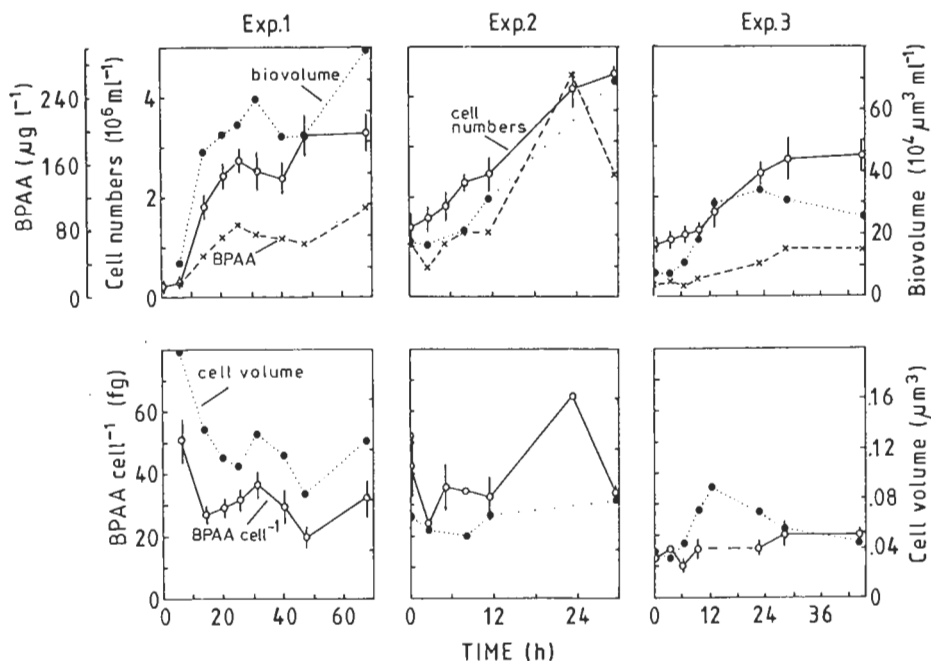 Exp.1
Exp.2
Exp.3
BPAA (µg l⁻¹)
240
160
80
0
Cell numbers (10⁶ ml⁻¹)
4
2
0
biovolume
BPAA
cell
numbers
60
40
20
0
Biovolume (10⁴ µm³ ml⁻¹)
BPAA cell⁻¹ (fg)
60
40
20
0
cell volume
BPAA cell⁻¹
.16
.12
.08
.04
0
Cell volume (µm³)
0 20 40 60
0 12 24
0 12 24 36
TIME (h)